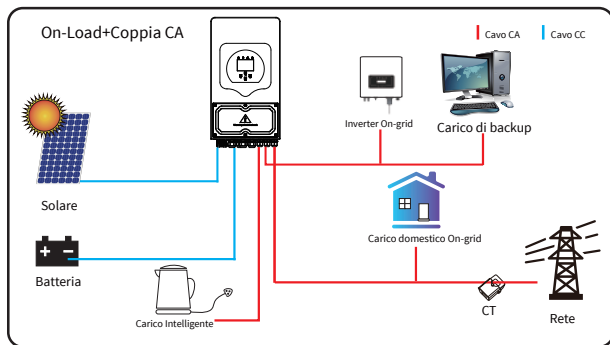 On-Load+Coppia CA
Cavo CA
Cavo CC
Inverter On-grid
Carico di backup
Solare
Carico domestico On-grid
Batteria
Carico Intelligente
CT
Rete